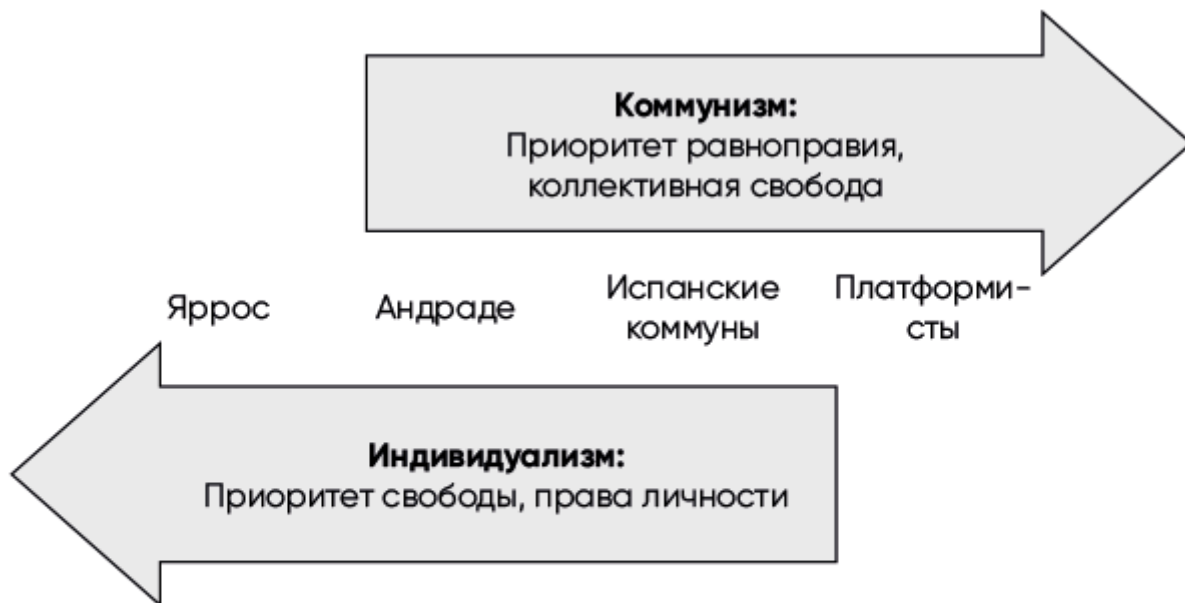 Коммунизм:
Приоритет равноправия,
коллективная свобода
Яррос
Андраде
Испанские
коммуны
Платформи-
сты
Индивидуализм:
Приоритет свободы, права личности